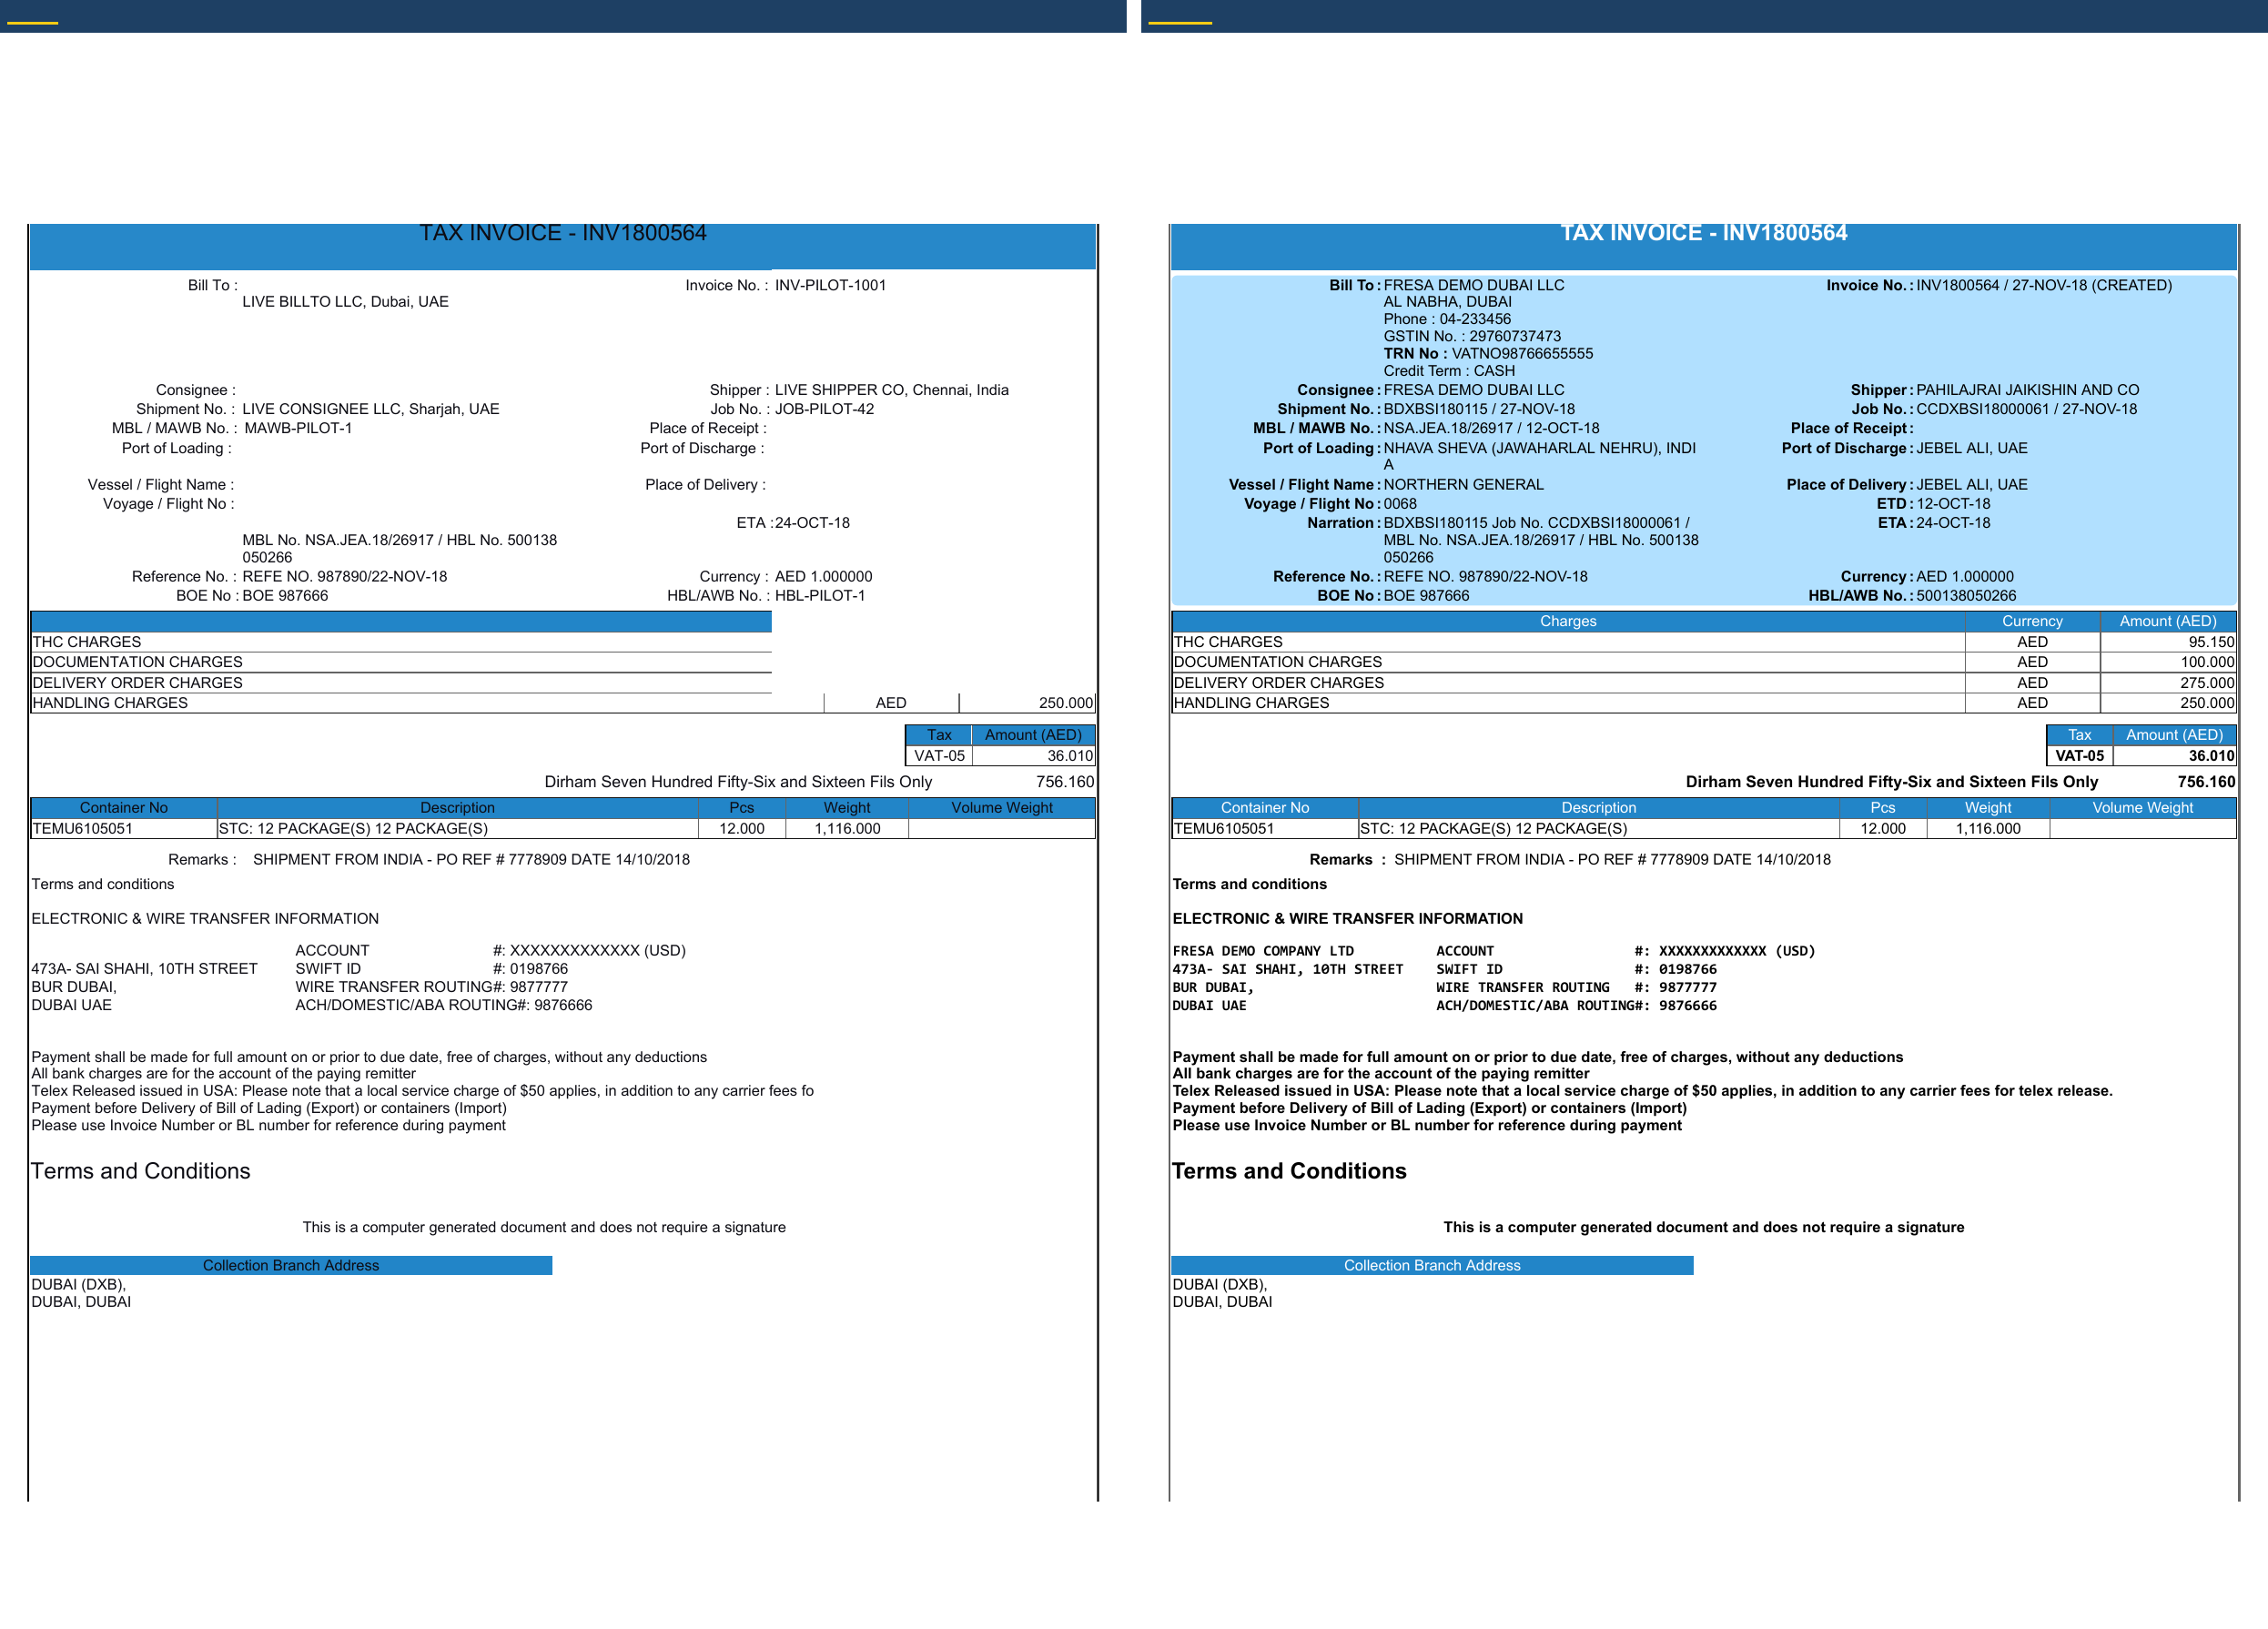 TAX INVOICE - INV1800564
Bill To :
LIVE BILLTO LLC, Dubai, UAE
Invoice No. : INV-PILOT-1001
Consignee :
Shipper : LIVE SHIPPER CO, Chennai, India
Shipment No. : LIVE CONSIGNEE LLC, Sharjah, UAE
Job No. : JOB-PILOT-42
MBL / MAWB No. : MAWB-PILOT-1
Place of Receipt :
Port of Loading :
Port of Discharge :
Vessel / Flight Name :
Place of Delivery :
Voyage / Flight No :
ETA :24-OCT-18
MBL No. NSA.JEA.18/26917 / HBL No. 500138
050266
Reference No. : REFE NO. 987890/22-NOV-18
Currency : AED 1.000000
BOE No : BOE 987666
HBL/AWB No. : HBL-PILOT-1
THC CHARGES
DOCUMENTATION CHARGES
DELIVERY ORDER CHARGES
HANDLING CHARGES AED 250.000
Tax Amount (AED)
VAT-05 36.010
Dirham Seven Hundred Fifty-Six and Sixteen Fils Only 756.160
Container No Description Pcs Weight Volume Weight
TEMU6105051 STC: 12 PACKAGE(S) 12 PACKAGE(S) 12.000 1,116.000
Remarks : SHIPMENT FROM INDIA - PO REF # 7778909 DATE 14/10/2018
Terms and conditions
ELECTRONIC & WIRE TRANSFER INFORMATION
ACCOUNT #: XXXXXXXXXXXXX (USD)
473A- SAI SHAHI, 10TH STREET SWIFT ID #: 0198766
BUR DUBAI, WIRE TRANSFER ROUTING#: 9877777
DUBAI UAE ACH/DOMESTIC/ABA ROUTING#: 9876666
Payment shall be made for full amount on or prior to due date, free of charges, without any deductions
All bank charges are for the account of the paying remitter
Telex Released issued in USA: Please note that a local service charge of $50 applies, in addition to any carrier fees fo
Payment before Delivery of Bill of Lading (Export) or containers (Import)
Please use Invoice Number or BL number for reference during payment
Terms and Conditions
This is a computer generated document and does not require a signature
Collection Branch Address
DUBAI (DXB),
DUBAI, DUBAI
TAX INVOICE - INV1800564
Bill To : FRESA DEMO DUBAI LLC
AL NABHA, DUBAI
Phone : 04-233456
GSTIN No. : 29760737473
TRN No : VATNO98766655555
Credit Term : CASH
Invoice No. : INV1800564 / 27-NOV-18 (CREATED)
Consignee : FRESA DEMO DUBAI LLC
Shipper : PAHILAJRAI JAIKISHIN AND CO
Shipment No. : BDXBSI180115 / 27-NOV-18
Job No. : CCDXBSI18000061 / 27-NOV-18
MBL / MAWB No. : NSA.JEA.18/26917 / 12-OCT-18
Place of Receipt :
Port of Loading : NHAVA SHEVA (JAWAHARLAL NEHRU), INDI
A
Port of Discharge : JEBEL ALI, UAE
Vessel / Flight Name : NORTHERN GENERAL
Place of Delivery : JEBEL ALI, UAE
Voyage / Flight No : 0068
ETD : 12-OCT-18
Narration : BDXBSI180115 Job No. CCDXBSI18000061 /
MBL No. NSA.JEA.18/26917 / HBL No. 500138
050266
ETA : 24-OCT-18
Reference No. : REFE NO. 987890/22-NOV-18
Currency : AED 1.000000
BOE No : BOE 987666
HBL/AWB No. : 500138050266
Charges Currency Amount (AED)
THC CHARGES AED 95.150
DOCUMENTATION CHARGES AED 100.000
DELIVERY ORDER CHARGES AED 275.000
HANDLING CHARGES AED 250.000
Tax Amount (AED)
VAT-05 36.010
Dirham Seven Hundred Fifty-Six and Sixteen Fils Only 756.160
Container No Description Pcs Weight Volume Weight
TEMU6105051 STC: 12 PACKAGE(S) 12 PACKAGE(S) 12.000 1,116.000
Remarks : SHIPMENT FROM INDIA - PO REF # 7778909 DATE 14/10/2018
Terms and conditions
ELECTRONIC & WIRE TRANSFER INFORMATION
FRESA DEMO COMPANY LTD ACCOUNT #: XXXXXXXXXXXXX (USD)
473A- SAI SHAHI, 10TH STREET SWIFT ID #: 0198766
BUR DUBAI, WIRE TRANSFER ROUTING #: 9877777
DUBAI UAE ACH/DOMESTIC/ABA ROUTING#: 9876666
Payment shall be made for full amount on or prior to due date, free of charges, without any deductions
All bank charges are for the account of the paying remitter
Telex Released issued in USA: Please note that a local service charge of $50 applies, in addition to any carrier fees for telex release.
Payment before Delivery of Bill of Lading (Export) or containers (Import)
Please use Invoice Number or BL number for reference during payment
Terms and Conditions
This is a computer generated document and does not require a signature
Collection Branch Address
DUBAI (DXB),
DUBAI, DUBAI